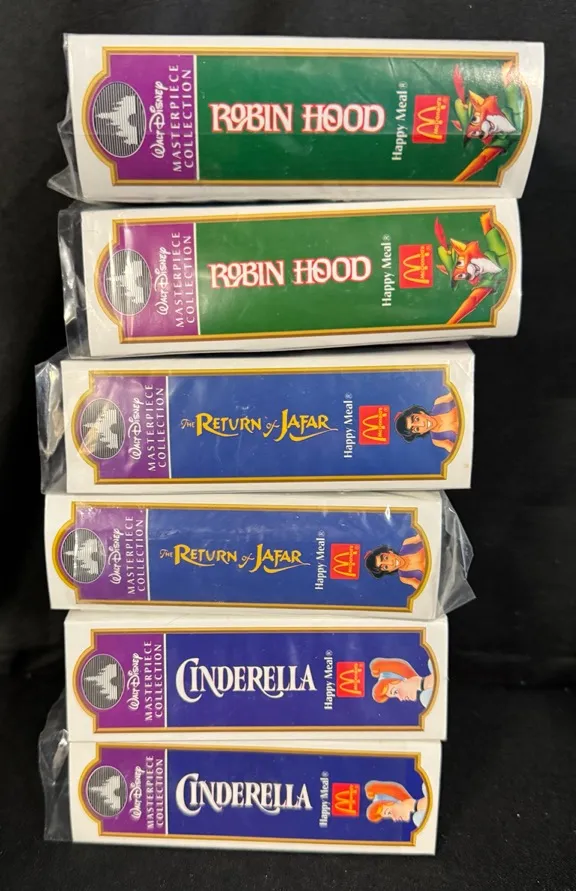 WALT DISNEY
MASTERPIECE
COLLECTION
ROBIN HOOD
Happy Meal®
WALT DISNEY
MASTERPIECE
COLLECTION
ROBIN HOOD
Happy Meal®
WALT DISNEY
MASTERPIECE
COLLECTION
THE RETURN of JAFAR
Happy Meal®
WALT DISNEY
MASTERPIECE
COLLECTION
THE RETURN of JAFAR
Happy Meal®
WALT DISNEY
MASTERPIECE
COLLECTION
CINDERELLA
Happy Meal®
WALT DISNEY
MASTERPIECE
COLLECTION
CINDERELLA
Happy Meal®